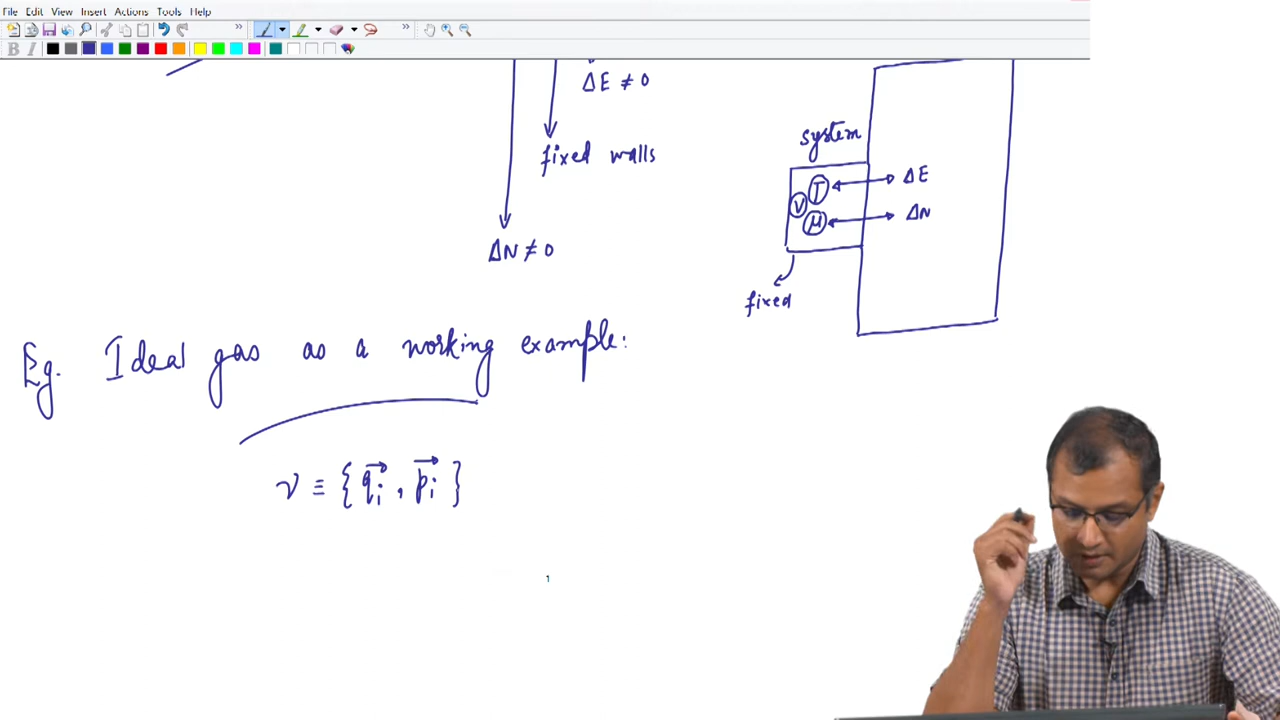 File Edit View Insert Actions Tools Help
B I
ΔE ≠ 0
fixed walls
ΔN ≠ 0
system
T
V
μ
ΔE
ΔN
fixed
Eg. Ideal gas as a working example:
ν ≡ {q⃗ᵢ, p⃗ᵢ}
1